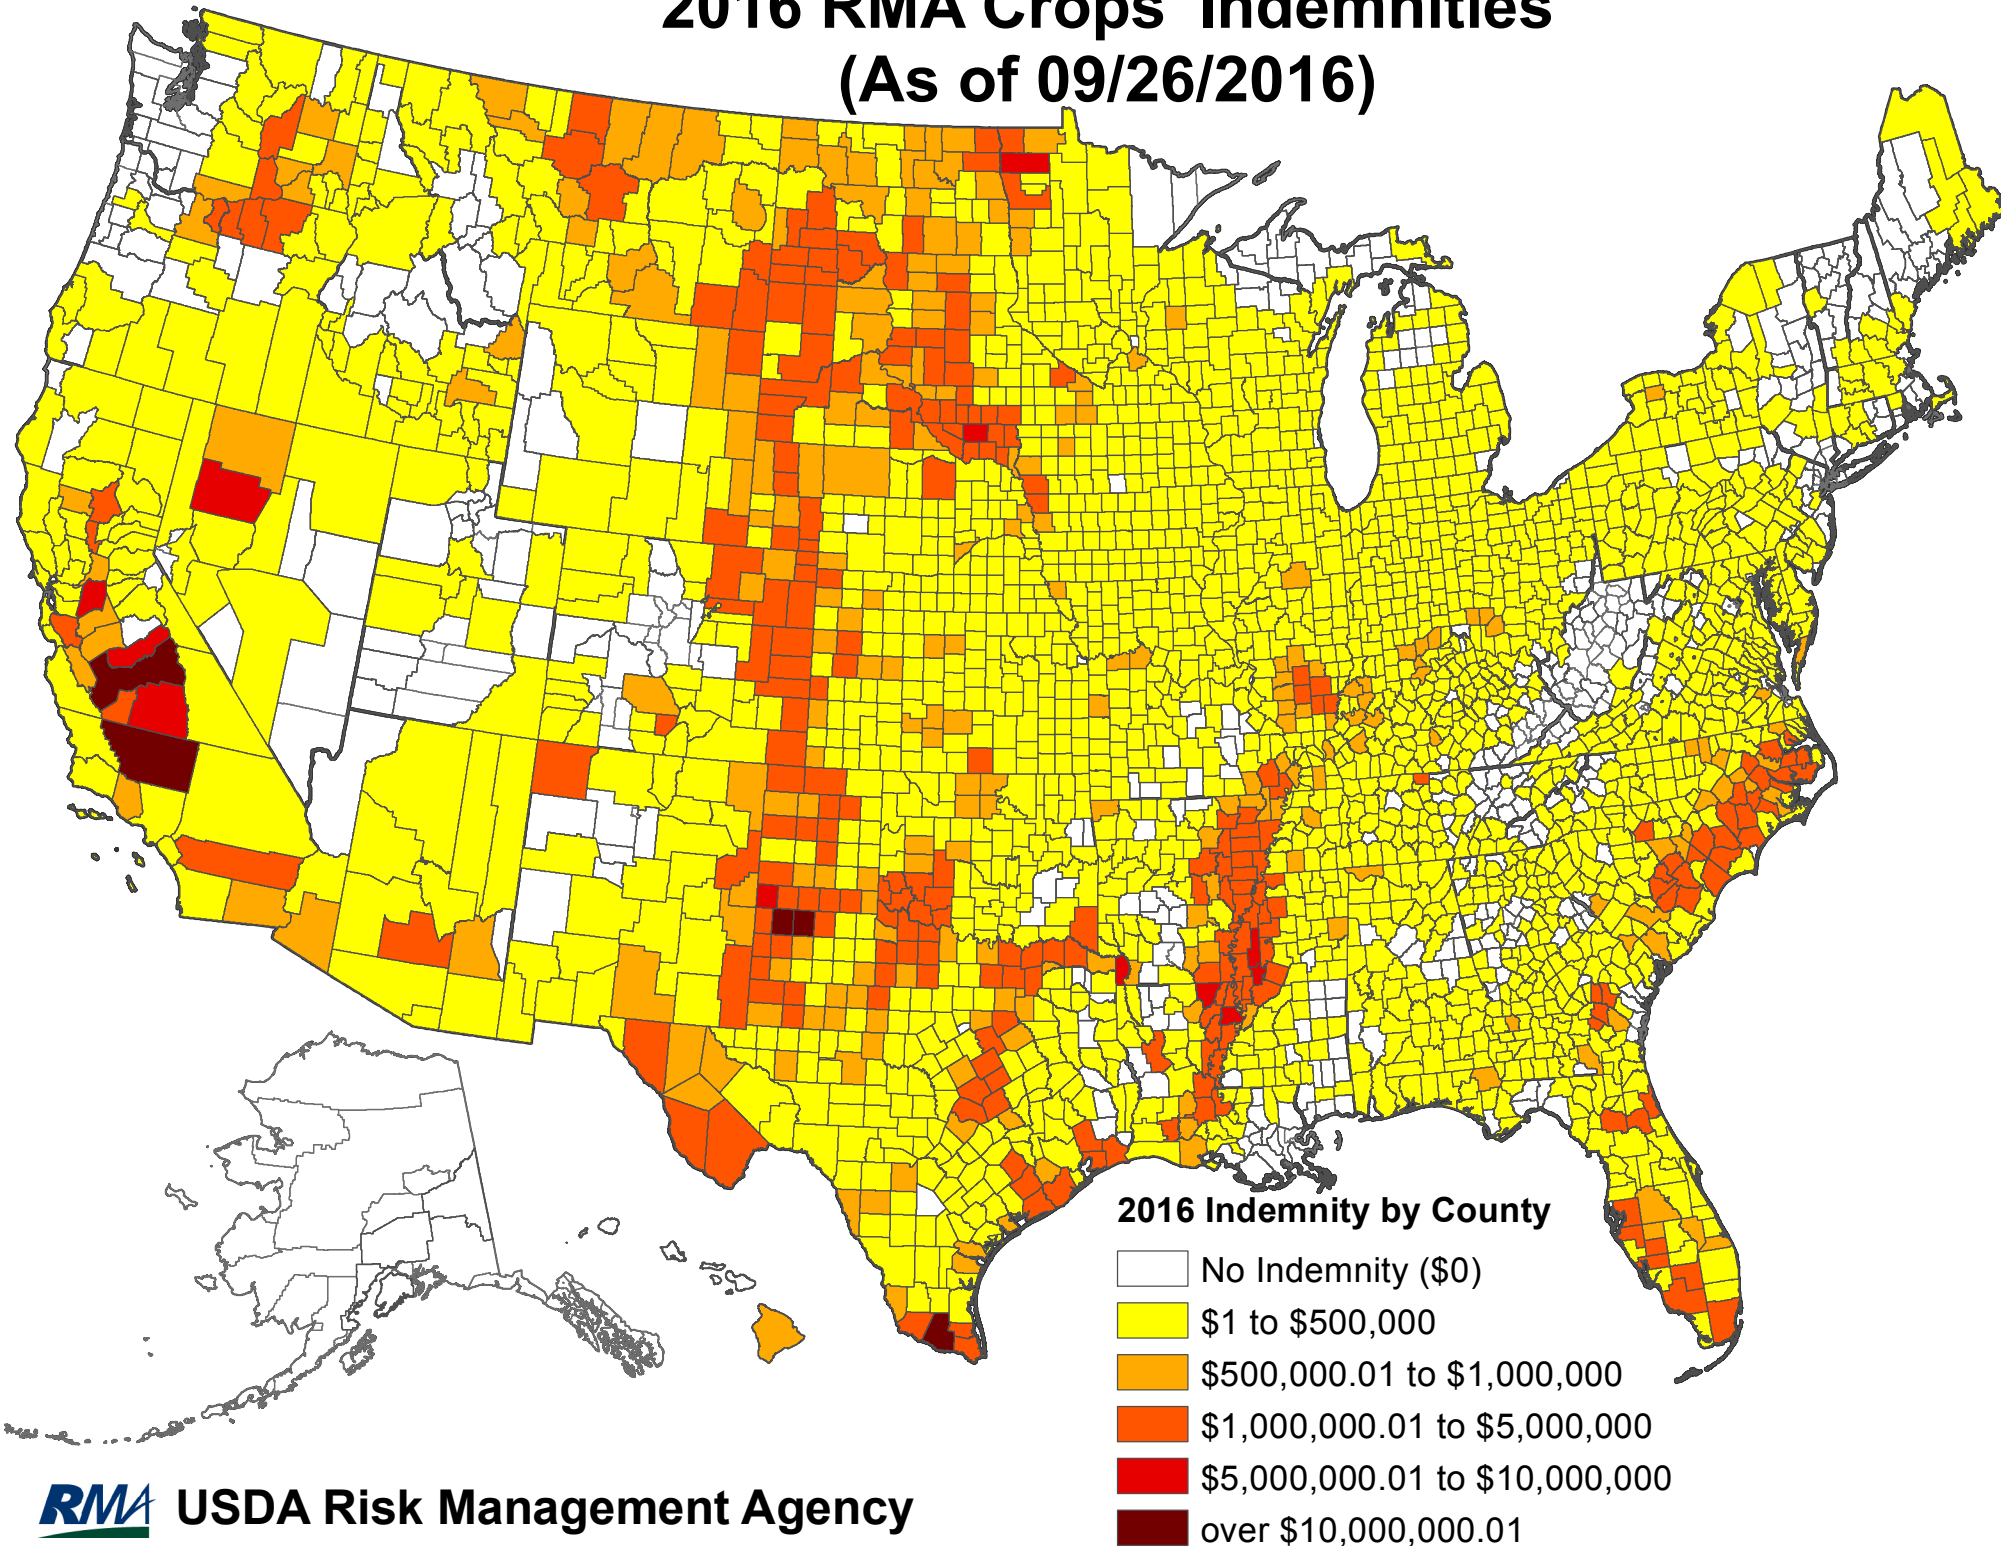 2016 RMA Crops' Indemnities
(As of 09/26/2016)
2016 Indemnity by County
No Indemnity ($0)
$1 to $500,000
$500,000.01 to $1,000,000
$1,000,000.01 to $5,000,000
$5,000,000.01 to $10,000,000
over $10,000,000.01
RMA USDA Risk Management Agency